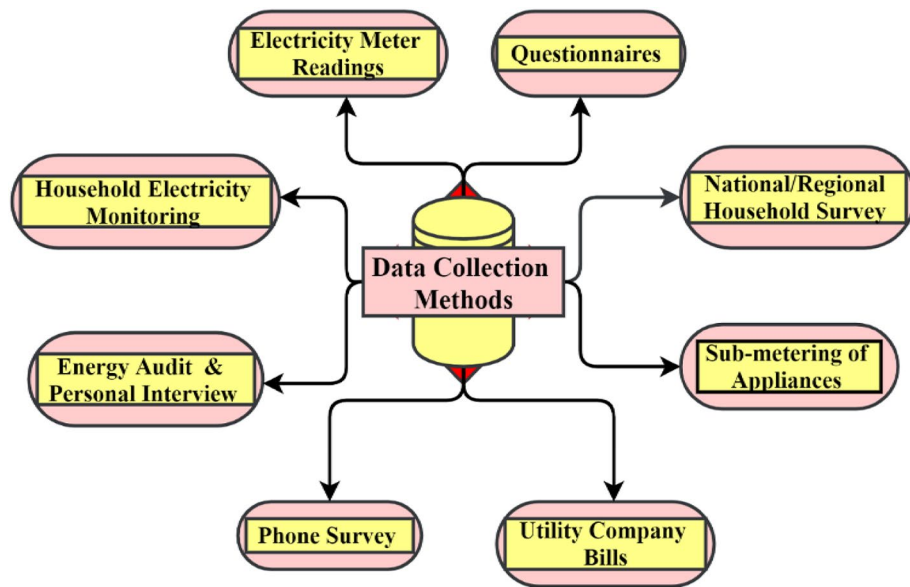 Electricity Meter
Readings
Questionnaires
Household Electricity
Monitoring
National/Regional
Household Survey
Data Collection
Methods
Energy Audit & 
Personal Interview
Sub-metering of
Appliances
Phone Survey
Utility Company
Bills